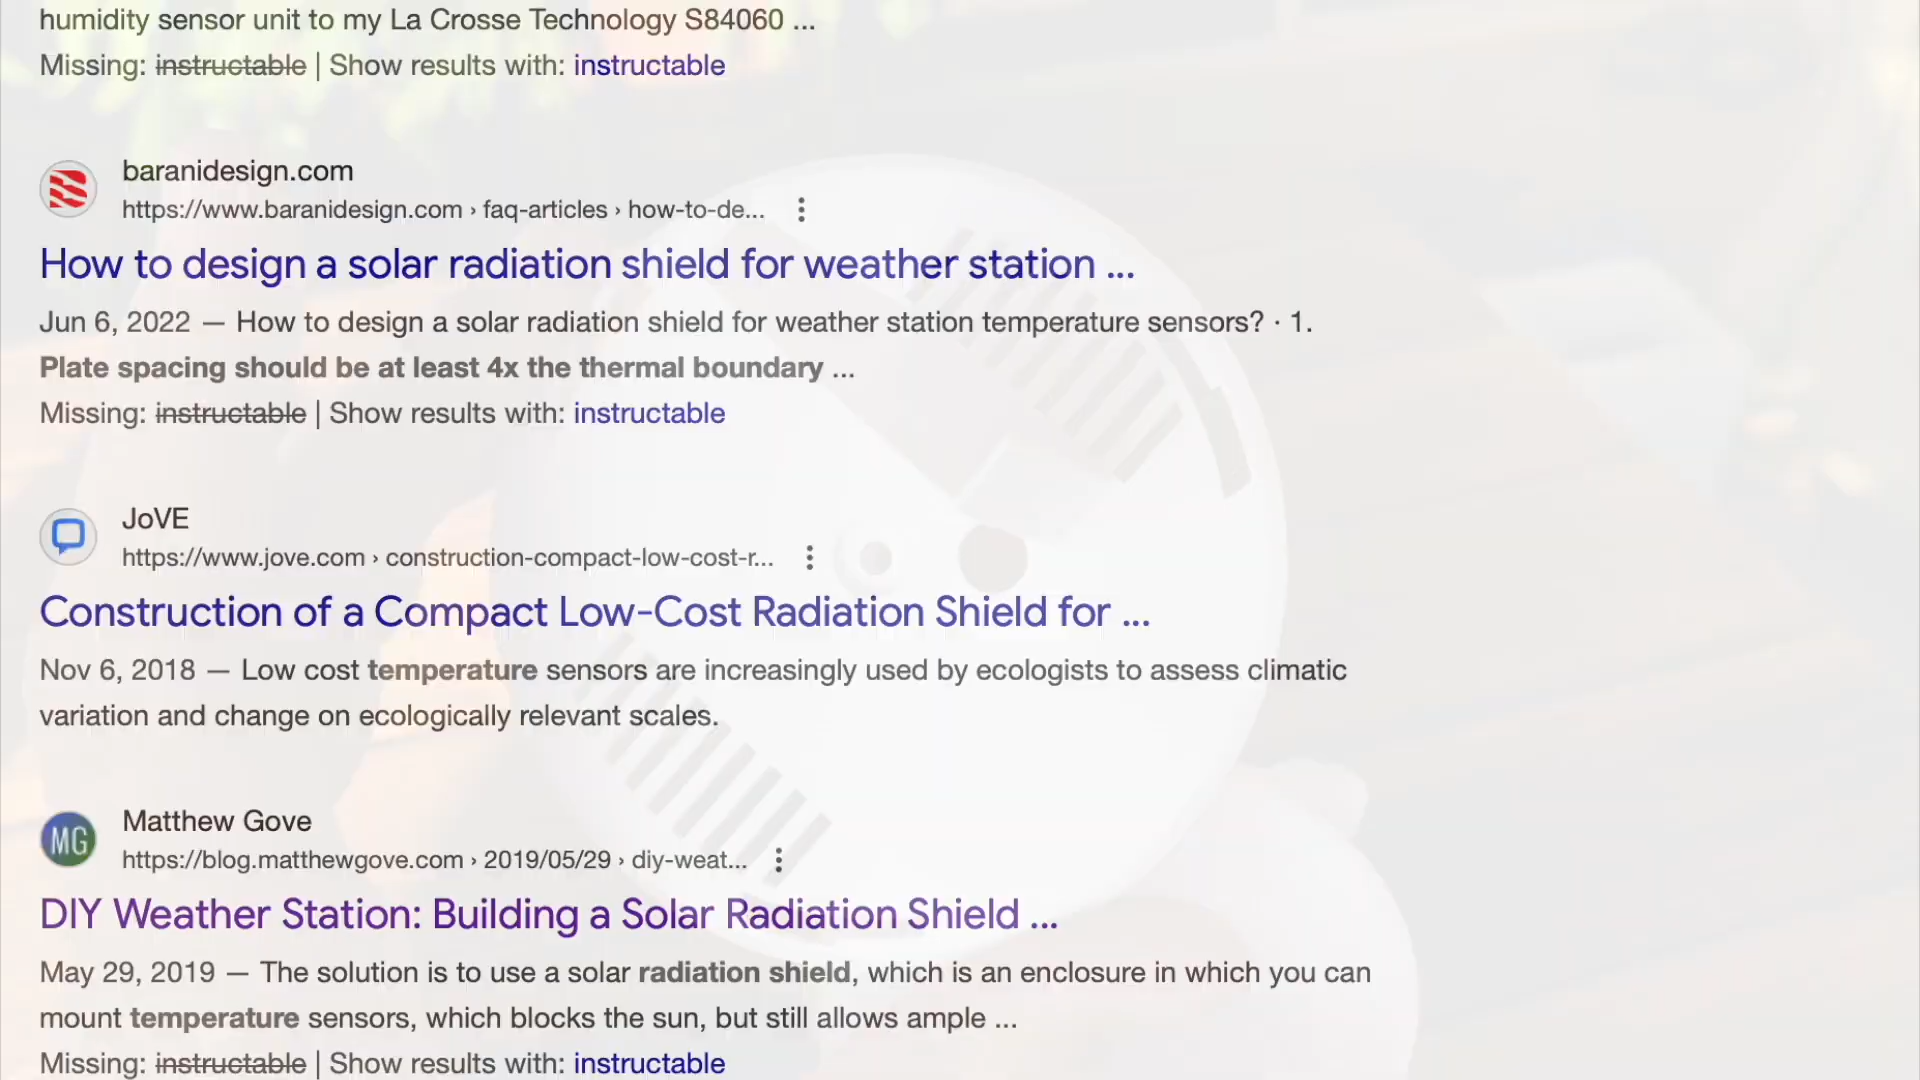 humidity sensor unit to my La Crosse Technology S84060 ...
Missing: instructable | Show results with: instructable
baranidesign.com
https://www.baranidesign.com › faq-articles › how-to-de...
How to design a solar radiation shield for weather station ...
Jun 6, 2022 — How to design a solar radiation shield for weather station temperature sensors? · 1.
Plate spacing should be at least 4x the thermal boundary ...
Missing: instructable | Show results with: instructable
JoVE
https://www.jove.com › construction-compact-low-cost-r...
Construction of a Compact Low-Cost Radiation Shield for ...
Nov 6, 2018 — Low cost temperature sensors are increasingly used by ecologists to assess climatic
variation and change on ecologically relevant scales.
MG
Matthew Gove
https://blog.matthewgove.com › 2019/05/29 › diy-weat...
DIY Weather Station: Building a Solar Radiation Shield ...
May 29, 2019 — The solution is to use a solar radiation shield, which is an enclosure in which you can
mount temperature sensors, which blocks the sun, but still allows ample ...
Missing: instructable | Show results with: instructable